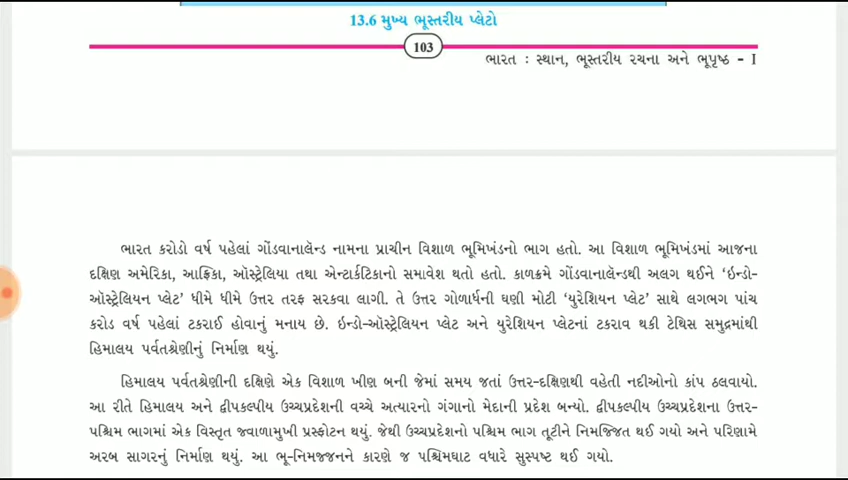 13.6 મુખ્ય ભૂસ્તરીય પ્લેટો
103
ભારત : સ્થાન, ભૂસ્તરીય રચના અને ભૂપૃષ્ઠ - I
ભારત કરોડો વર્ષ પહેલાં ગોંડવાનાલૅન્ડ નામના પ્રાચીન વિશાળ ભૂમિખંડનો ભાગ હતો. આ વિશાળ ભૂમિખંડમાં આજના
દક્ષિણ અમેરિકા, આફ્રિકા, ઑસ્ટ્રેલિયા તથા એન્ટાર્કટિકાનો સમાવેશ થતો હતો. કાળક્રમે ગોંડવાનાલૅન્ડથી અલગ થઈને ‘ઇન્ડો-
ઑસ્ટ્રેલિયન પ્લેટ’ ધીમે ધીમે ઉત્તર તરફ સરકવા લાગી. તે ઉત્તર ગોળાર્ધની ઘણી મોટી ‘યુરેશિયન પ્લેટ’ સાથે લગભગ પાંચ
કરોડ વર્ષ પહેલાં ટકરાઈ હોવાનું મનાય છે. ઇન્ડો-ઑસ્ટ્રેલિયન પ્લેટ અને યુરેશિયન પ્લેટનાં ટકરાવ થકી ટેથિસ સમુદ્રમાંથી
હિમાલય પર્વતશ્રેણીનું નિર્માણ થયું.
હિમાલય પર્વતશ્રેણીની દક્ષિણે એક વિશાળ ખીણ બની જેમાં સમય જતાં ઉત્તર-દક્ષિણથી વહેતી નદીઓનો કાંપ ઠલવાયો.
આ રીતે હિમાલય અને દ્વીપકલ્પીય ઉચ્ચપ્રદેશની વચ્ચે અત્યારનો ગંગાનો મેદાની પ્રદેશ બન્યો. દ્વીપકલ્પીય ઉચ્ચપ્રદેશના ઉત્તર-
પશ્ચિમ ભાગમાં એક વિસ્તૃત જ્વાળામુખી પ્રસ્ફોટન થયું. જેથી ઉચ્ચપ્રદેશનો પશ્ચિમ ભાગ તૂટીને નિમજ્જિત થઈ ગયો અને પરિણામે
અરબ સાગરનું નિર્માણ થયું. આ ભૂ-નિમજ્જનને કારણે જ પશ્ચિમઘાટ વધારે સુસ્પષ્ટ થઈ ગયો.